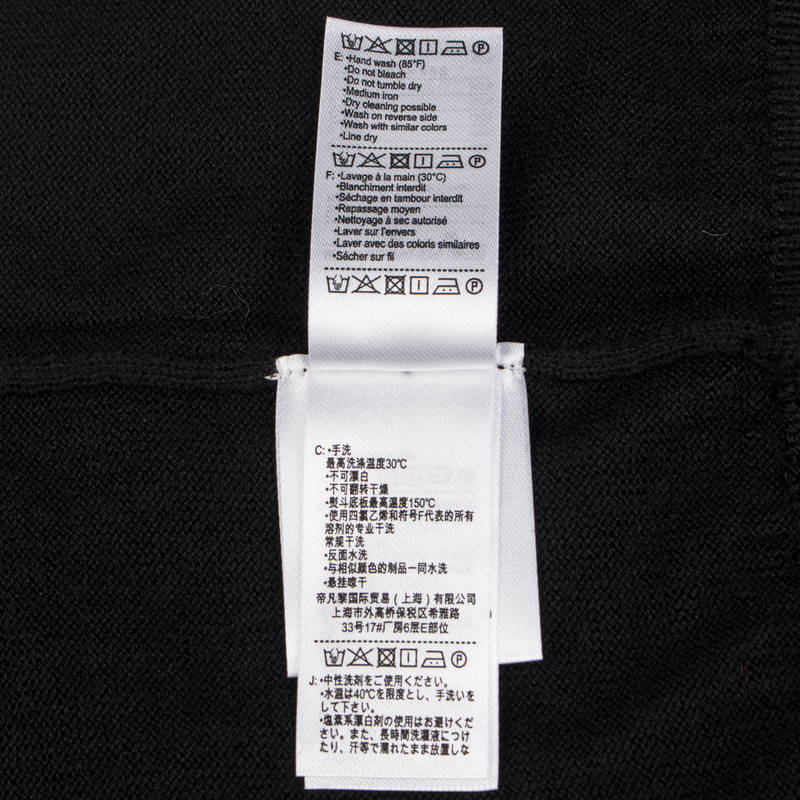 E: •Hand wash (85°F)
•Do not bleach
•Do not tumble dry
•Medium iron
•Dry cleaning possible
•Wash on reverse side
•Wash with similar colors
•Line dry
F: •Lavage à la main (30°C)
•Blanchiment interdit
•Séchage en tambour interdit
•Repassage moyen
•Nettoyage à sec autorisé
•Laver sur l'envers
•Laver avec des coloris similaires
•Sécher sur fil
C: •手洗
最高洗涤温度30℃
•不可漂白
•不可翻转干燥
•熨斗底板最高温度150℃
•使用四氯乙烯和符号F代表的所有
溶剂的专业干洗
常规干洗
•反面水洗
•与相似颜色的制品一同水洗
•悬挂晾干
帝凡黎国际贸易(上海)有限公司
上海市外高桥保税区希雅路
33号17#厂房6层E部位
J: •中性洗剤をご使用ください。
•水温は40℃を限度とし、手洗いを
して下さい。
•塩素系漂白剤の使用はお避けくだ
さい。また、長時間洗濯液につけ
たり、汗等で濡れたまま放置しな